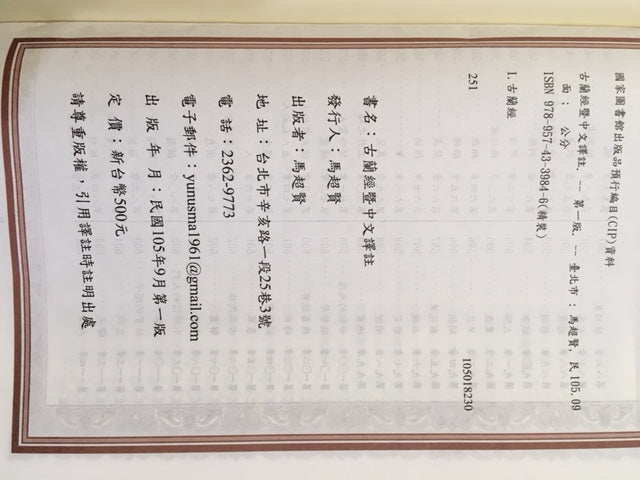 國家圖書館出版品預行編目(CIP)資料
古蘭經暨中文譯註. -- 第一版. -- 臺北市 : 馬超賢, 民105.09
面 ; 公分
ISBN 978-957-43-3984-6(精裝)
1. 古蘭經
251
105018230
書名：古蘭經暨中文譯註
發行人：馬超賢
出版者：馬超賢
地址：台北市辛亥路一段25巷3號
電話：2362-9773
電子郵件：yunusma1961@gmail.com
出版年月：民國105年9月第一版
定價：新台幣500元
請尊重版權，引用譯註時註明出處